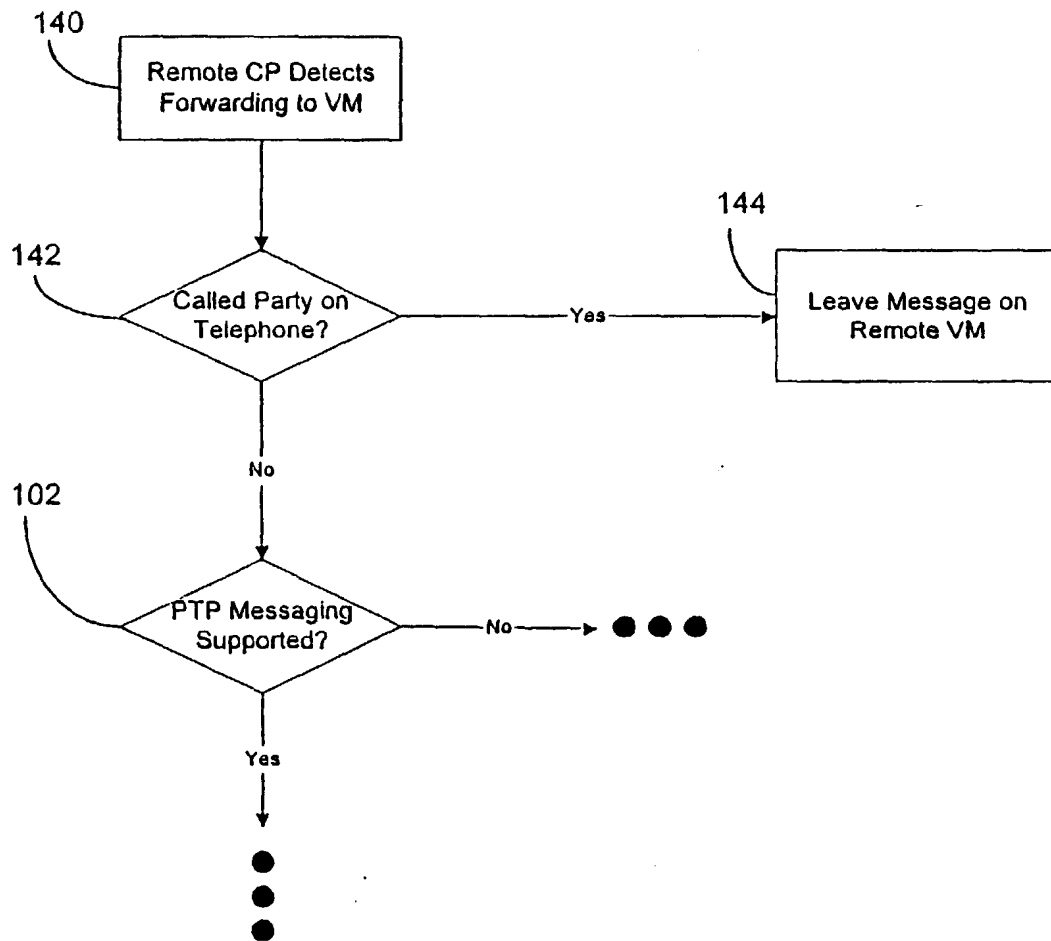 140
Remote CP Detects
Forwarding to VM
144
142
Called Party on
Telephone?
Yes
Leave Message on
Remote VM
No
102
PTP Messaging
Supported?
No
Yes